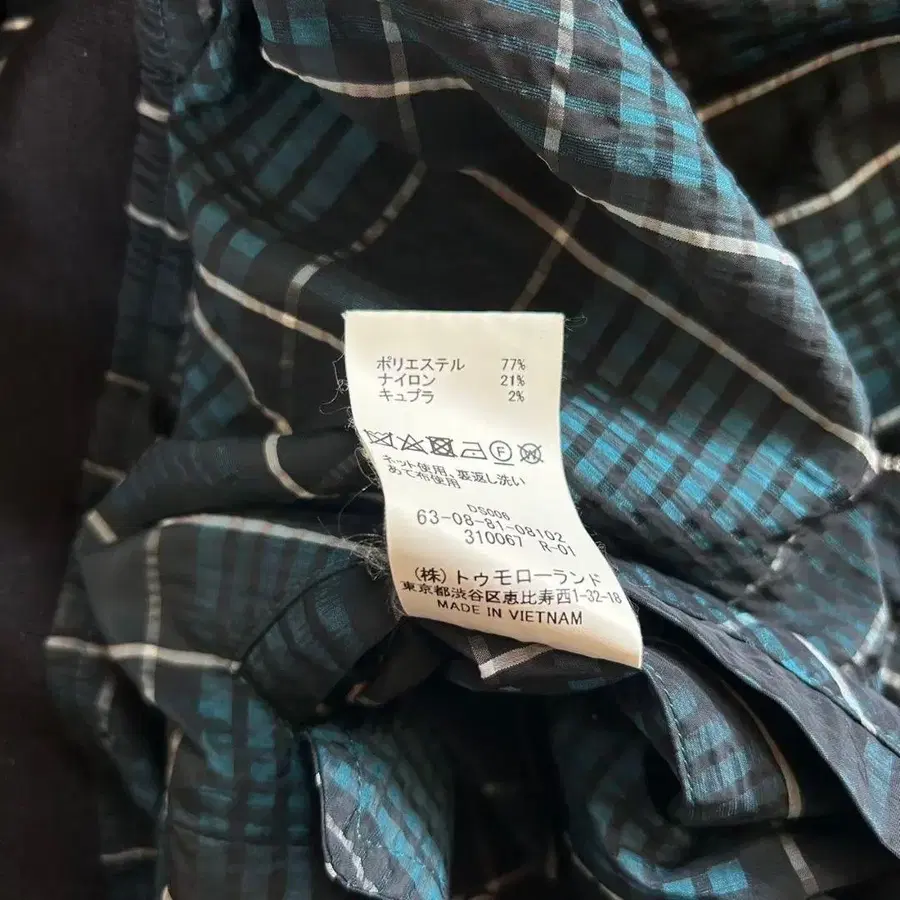 ポリエステル 77%
ナイロン 21%
キュプラ 2%
F W
ネット使用、裏返し洗い
あて布使用
DS006
63-08-81-08102
310067 R-01
(株)トゥモローランド
東京都渋谷区恵比寿西1-32-18
MADE IN VIETNAM